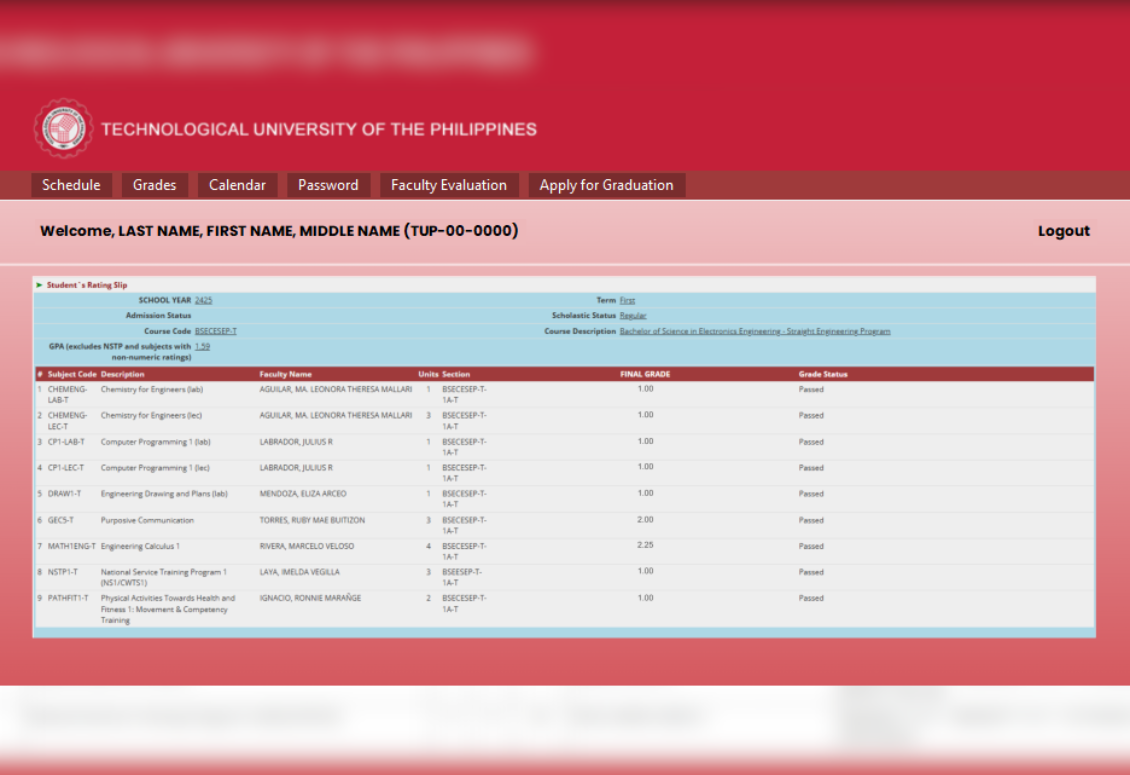 TECHNOLOGICAL UNIVERSITY OF THE PHILIPPINES
Schedule Grades Calendar Password Faculty Evaluation Apply for Graduation
Welcome, LAST NAME, FIRST NAME, MIDDLE NAME (TUP-00-0000) Logout
Student`s Rating Slip
SCHOOL YEAR 2425 Term First
Admission Status Scholastic Status Regular
Course Code BSECESEP-T Course Description Bachelor of Science in Electronics Engineering - Straight Engineering Program
GPA (excludes NSTP and subjects with 1.59
non-numeric ratings)
# Subject Code Description Faculty Name Units Section FINAL GRADE Grade Status
1 CHEMENG- Chemistry for Engineers (lab) AGUILAR, MA. LEONORA THERESA MALLARI 1 BSECESEP-T- 1.00 Passed
LAB-T 1A-T
2 CHEMENG- Chemistry for Engineers (lec) AGUILAR, MA. LEONORA THERESA MALLARI 3 BSECESEP-T- 1.00 Passed
LEC-T 1A-T
3 CP1-LAB-T Computer Programming 1 (lab) LABRADOR, JULIUS R 1 BSECESEP-T- 1.00 Passed
1A-T
4 CP1-LEC-T Computer Programming 1 (lec) LABRADOR, JULIUS R 1 BSECESEP-T- 1.00 Passed
1A-T
5 DRAW1-T Engineering Drawing and Plans (lab) MENDOZA, ELIZA ARCEO 1 BSECESEP-T- 1.00 Passed
1A-T
6 GEC5-T Purposive Communication TORRES, RUBY MAE BUITIZON 3 BSECESEP-T- 2.00 Passed
1A-T
7 MATH1ENG-T Engineering Calculus 1 RIVERA, MARCELO VELOSO 4 BSECESEP-T- 2.25 Passed
1A-T
8 NSTP1-T National Service Training Program 1 LAYA, IMELDA VEGILLA 3 BSEESEP-T- 1.00 Passed
(NS1/CWTS1) 1A-T
9 PATHFIT1-T Physical Activities Towards Health and IGNACIO, RONNIE MARAÑGE 2 BSECESEP-T- 1.00 Passed
Fitness 1: Movement & Competency 1A-T
Training